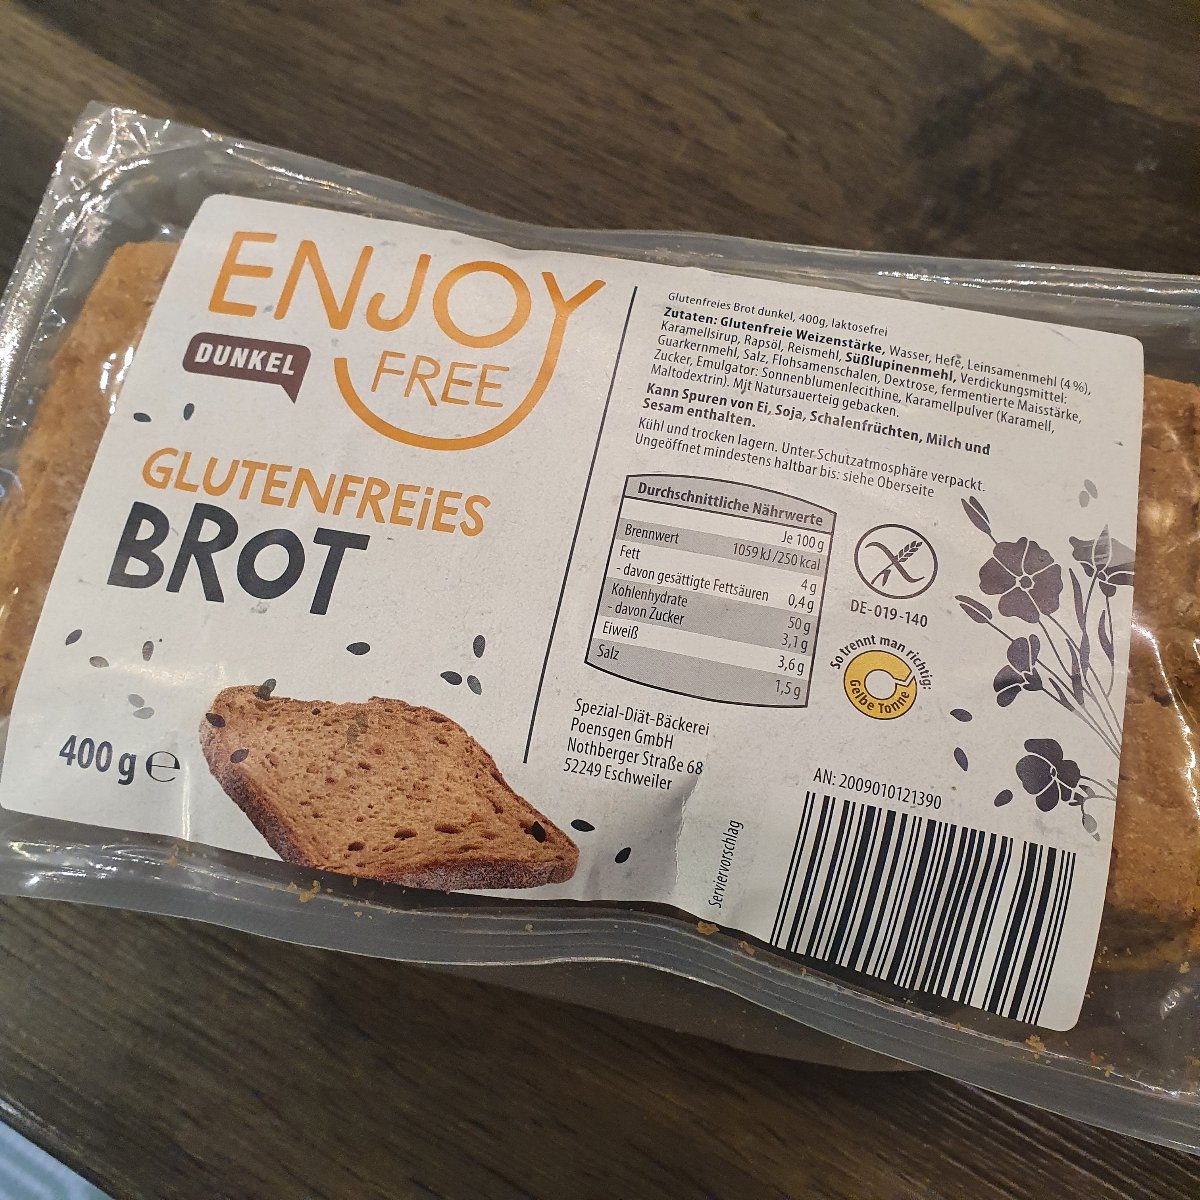 ENJOY
FREE
DUNKEL
GLUTENFREiES
BROT
400 g e
Glutenfreies Brot dunkel, 400g, laktosefrei
Zutaten: Glutenfreie Weizenstärke, Wasser, Hefe, Leinsamenmehl (4 %),
Karamellsirup, Rapsöl, Reismehl, Süßlupinenmehl, Verdickungsmittel:
Guarkernmehl, Salz, Flohsamenschalen, Dextrose, fermentierte Maisstärke,
Zucker, Emulgator: Sonnenblumenlecithine, Karamellpulver (Karamell,
Maltodextrin). Mit Natursauerteig gebacken.
Kann Spuren von Ei, Soja, Schalenfrüchten, Milch und
Sesam enthalten.
Kühl und trocken lagern. Unter Schutzatmosphäre verpackt.
Ungeöffnet mindestens haltbar bis: siehe Oberseite
Durchschnittliche Nährwerte
Je 100 g
Brennwert 1059 kJ / 250 kcal
Fett 4 g
- davon gesättigte Fettsäuren 0,4 g
Kohlenhydrate 50 g
- davon Zucker 3,1 g
Eiweiß 3,6 g
Salz 1,5 g
DE-019-140
So trennt man richtig:
Gelbe Tonne
Spezial-Diät-Bäckerei
Poensgen GmbH
Nothberger Straße 68
52249 Eschweiler
Serviervorschlag
AN: 2009010121390